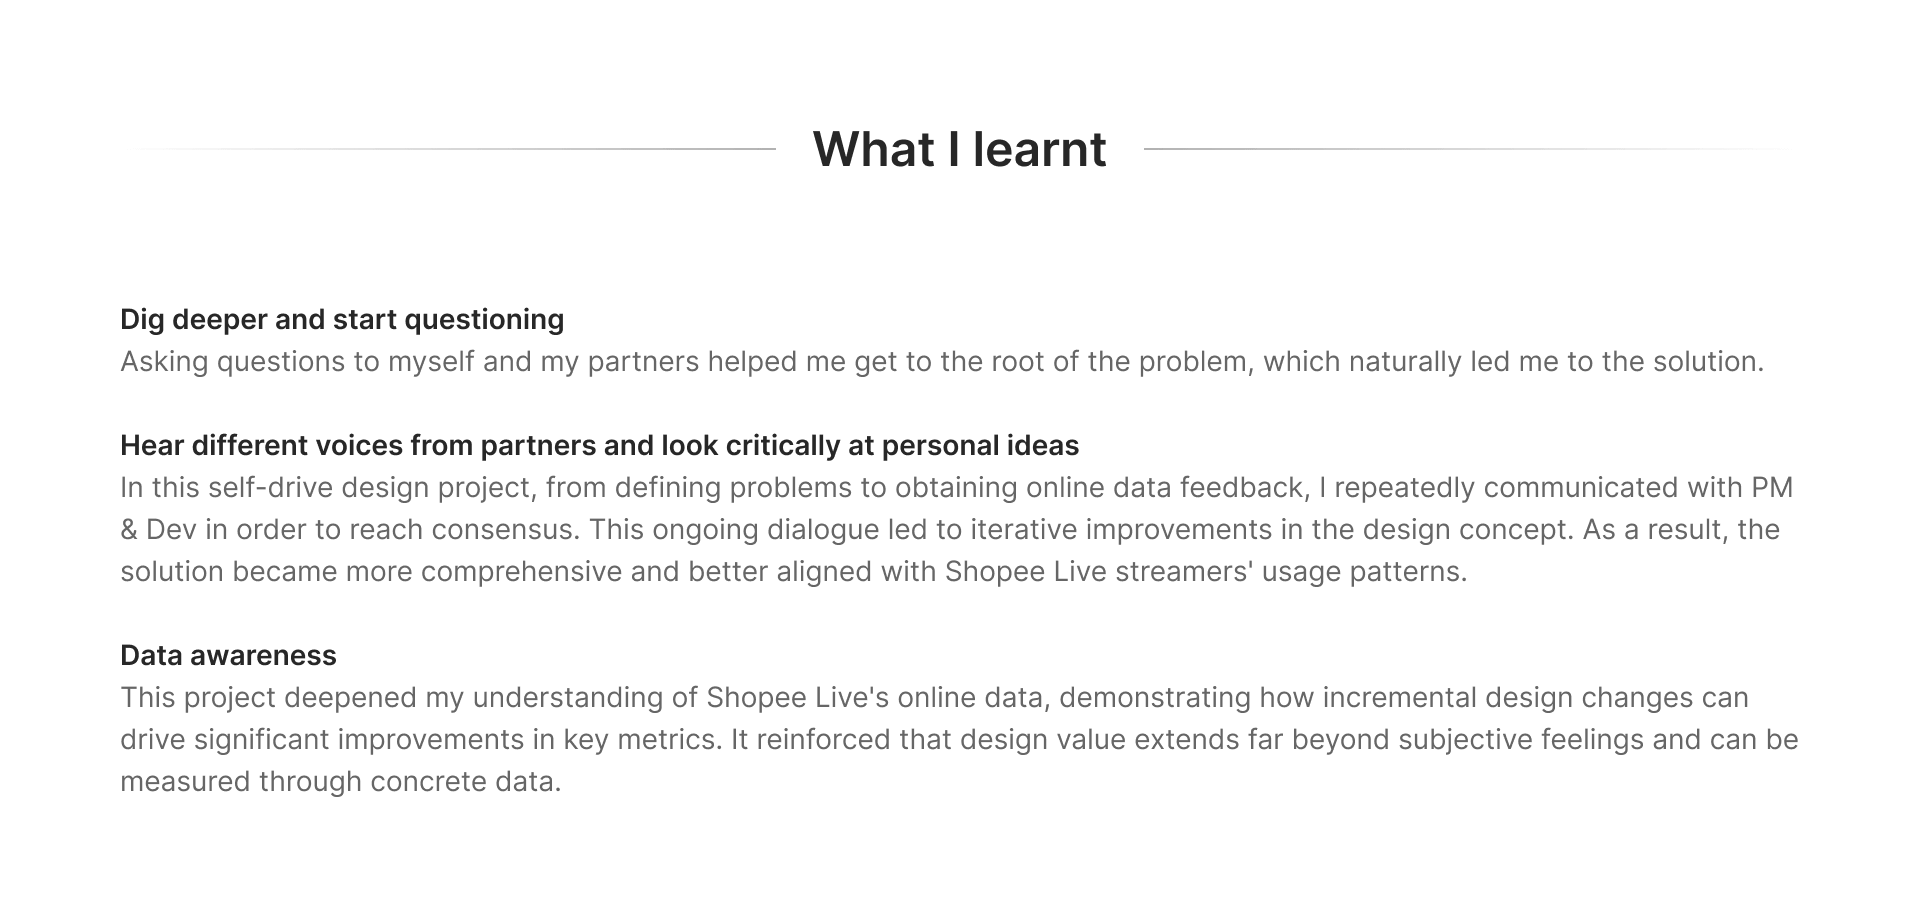 What I learnt
Dig deeper and start questioning
Asking questions to myself and my partners helped me get to the root of the problem, which naturally led me to the solution.
Hear different voices from partners and look critically at personal ideas
In this self-drive design project, from defining problems to obtaining online data feedback, I repeatedly communicated with PM
& Dev in order to reach consensus. This ongoing dialogue led to iterative improvements in the design concept. As a result, the
solution became more comprehensive and better aligned with Shopee Live streamers' usage patterns.
Data awareness
This project deepened my understanding of Shopee Live's online data, demonstrating how incremental design changes can
drive significant improvements in key metrics. It reinforced that design value extends far beyond subjective feelings and can be
measured through concrete data.